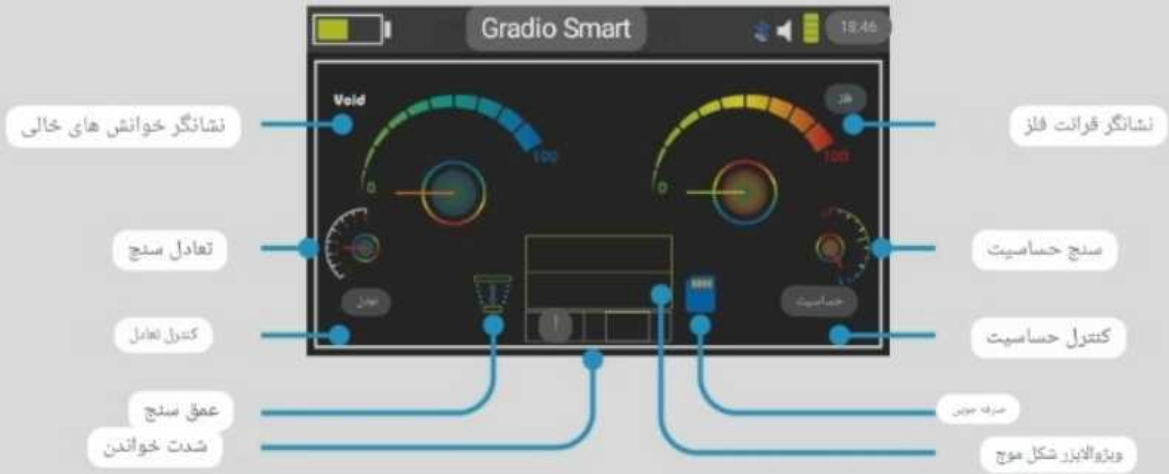 Gradio Smart
18:46
Void
فلز
100
100
0
0
تعادل
حساسیت
نشانگر خوانش های خالی
تعادل سنج
کنترل تعادل
عمق سنج
شدت خواندن
نشانگر قرائت فلز
سنج حساسیت
کنترل حساسیت
صرفه جویی
ویژوالایزر شکل موج